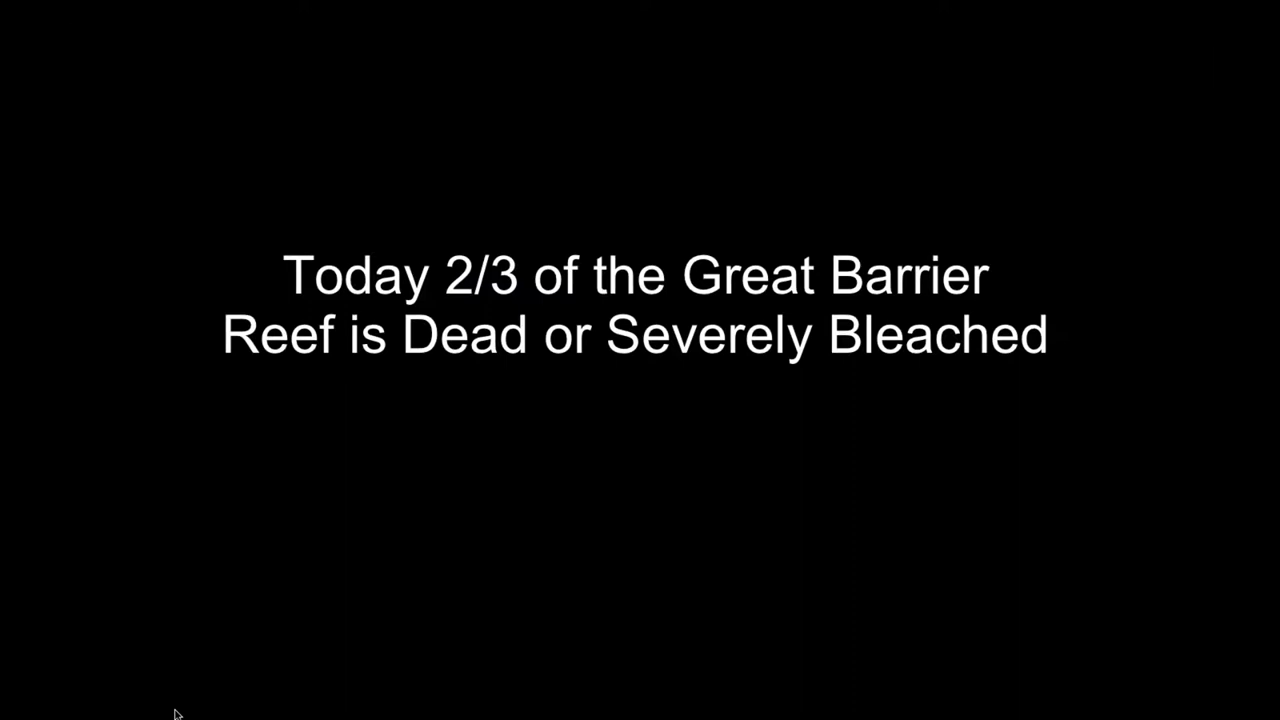 Today 2/3 of the Great Barrier
Reef is Dead or Severely Bleached